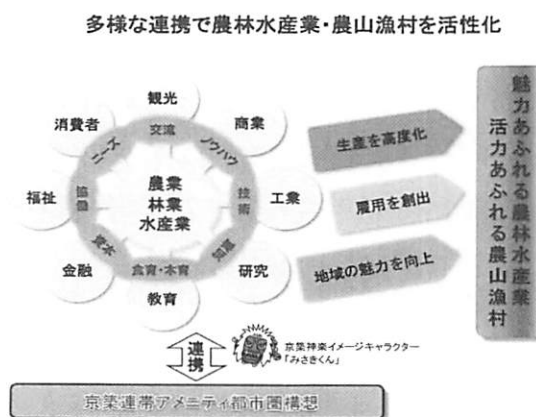 多様な連携で農林水産業・農山漁村を活性化
観光
商業
工業
研究
教育
金融
福祉
消費者
交流
ノウハウ
技術
知恵
食育・木育
資本
協働
ニーズ
農業
林業
水産業
生産を高度化
雇用を創出
地域の魅力を向上
魅力あふれる農林水産業
活力あふれる農山漁村
連携
京築神楽イメージキャラクター
「みさきくん」
京築連帯アメニティ都市圏構想